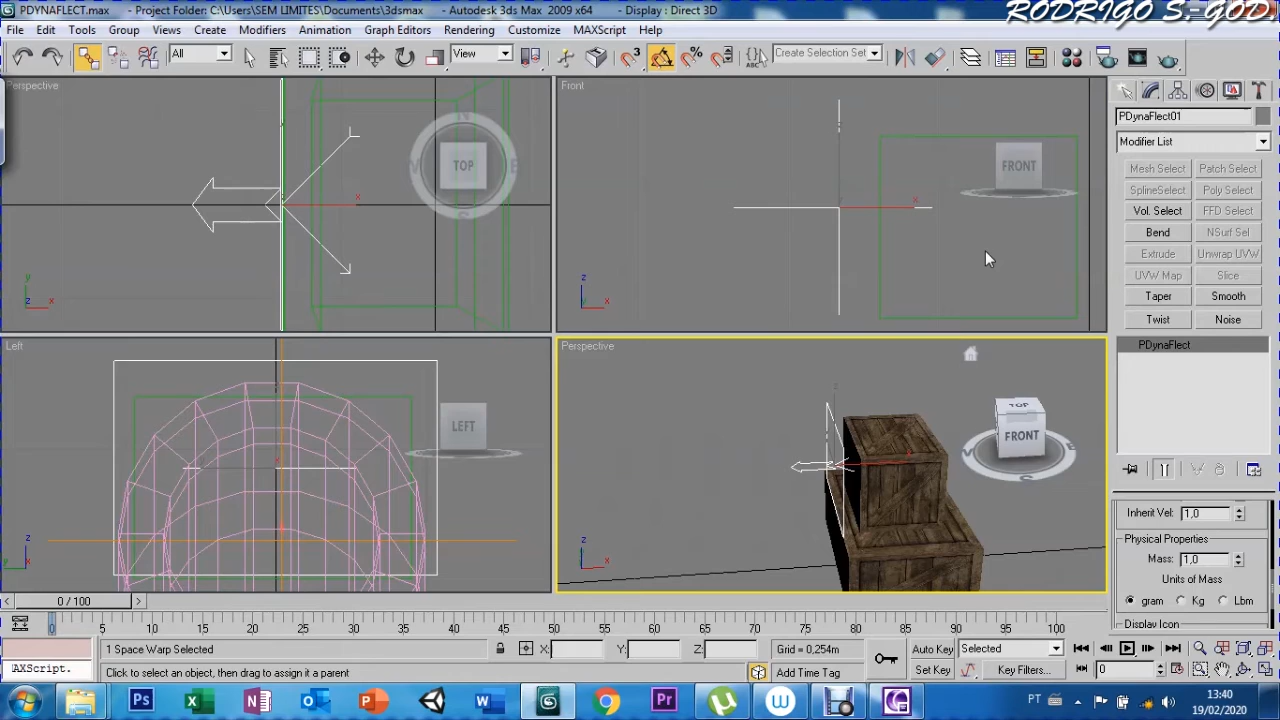 PDYNAFLECT.max - Project Folder: C:\Users\SEM LIMITES\Documents\3dsmax - Autodesk 3ds Max 2009 x64 - Display : Direct 3D
RODRIGO S.-GOD
File Edit Tools Group Views Create Modifiers Animation Graph Editors Rendering Customize MAXScript Help
All View 3 Create Selection Set
Perspective
TOP
x
y
z x
Front
FRONT
x
z
x
Left
LEFT
z
y
Perspective
TOP
FRONT
z
x
PDynaFlect01
Modifier List
Mesh Select Patch Select
SplineSelect Poly Select
Vol. Select FFD Select
Bend NSurf Sel
Extrude Unwrap UVW
UVW Map Slice
Taper Smooth
Twist Noise
PDynaFlect
Inherit Vel: 1,0
Physical Properties
Mass: 1,0
Units of Mass
gram Kg Lbm
Display Icon
0 / 100
0 5 10 15 20 25 30 35 40 45 50 55 60 65 70 75 80 85 90 95 100
1 Space Warp Selected X: Y: Z: Grid = 0,254m Auto Key Selected
AXScript. Click to select an object, then drag to assign it a parent Add Time Tag Set Key Key Filters... 0
PT
13:40
19/02/2020